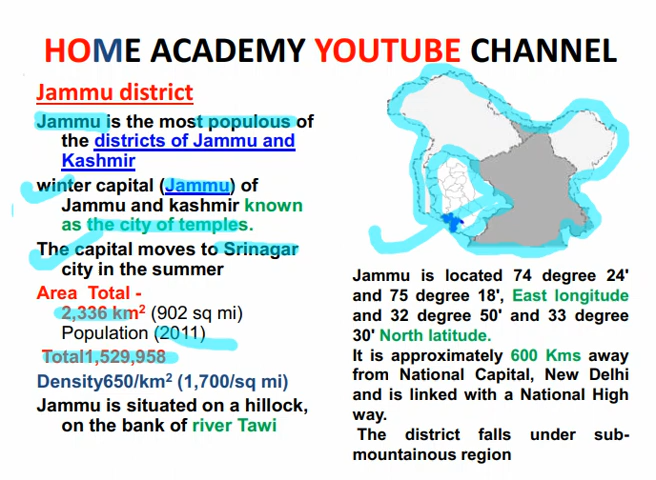 HOME ACADEMY YOUTUBE CHANNEL
Jammu district
Jammu is the most populous of
the districts of Jammu and
Kashmir
winter capital (Jammu) of
Jammu and kashmir known
as the city of temples.
The capital moves to Srinagar
city in the summer
Area Total -
2,336 km² (902 sq mi)
Population (2011)
Total1,529,958
Density650/km² (1,700/sq mi)
Jammu is situated on a hillock,
on the bank of river Tawi
Jammu is located 74 degree 24'
and 75 degree 18', East longitude
and 32 degree 50' and 33 degree
30' North latitude.
It is approximately 600 Kms away
from National Capital, New Delhi
and is linked with a National High
way.
The district falls under sub-
mountainous region